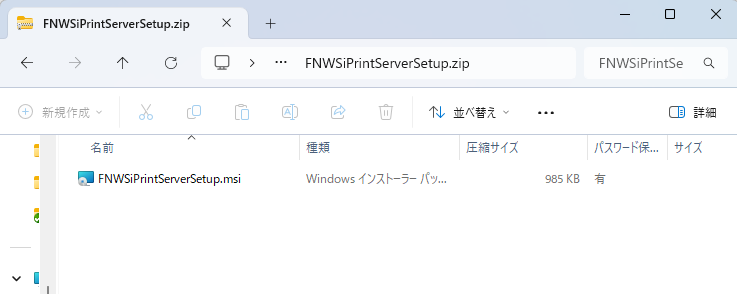 FNWSiPrintServerSetup.zip
FNWSiPrintServerSetup.zip
FNWSiPrintSe
新規作成
並べ替え
詳細
名前 種類 圧縮サイズ パスワード保... サイズ
FNWSiPrintServerSetup.msi Windows インストーラー パッ... 985 KB 有